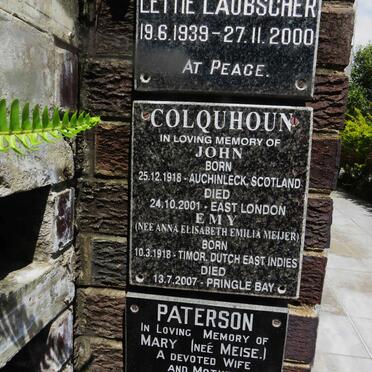 LETTIE LAUBSCHER
19.6.1939 - 27.11.2000
AT PEACE.
COLQUHOUN
IN LOVING MEMORY OF
JOHN
BORN
25.12.1918 - AUCHINLECK, SCOTLAND
DIED
24.10.2001 - EAST LONDON
EMY
(NEE ANNA ELISABETH EMILIA MEIJER)
BORN
10.3.1918 - TIMOR, DUTCH EAST INDIES
DIED
13.7.2007 - PRINGLE BAY
PATERSON
IN LOVING MEMORY OF
MARY (NEÉ MEISE.)
A DEVOTED WIFE
AND